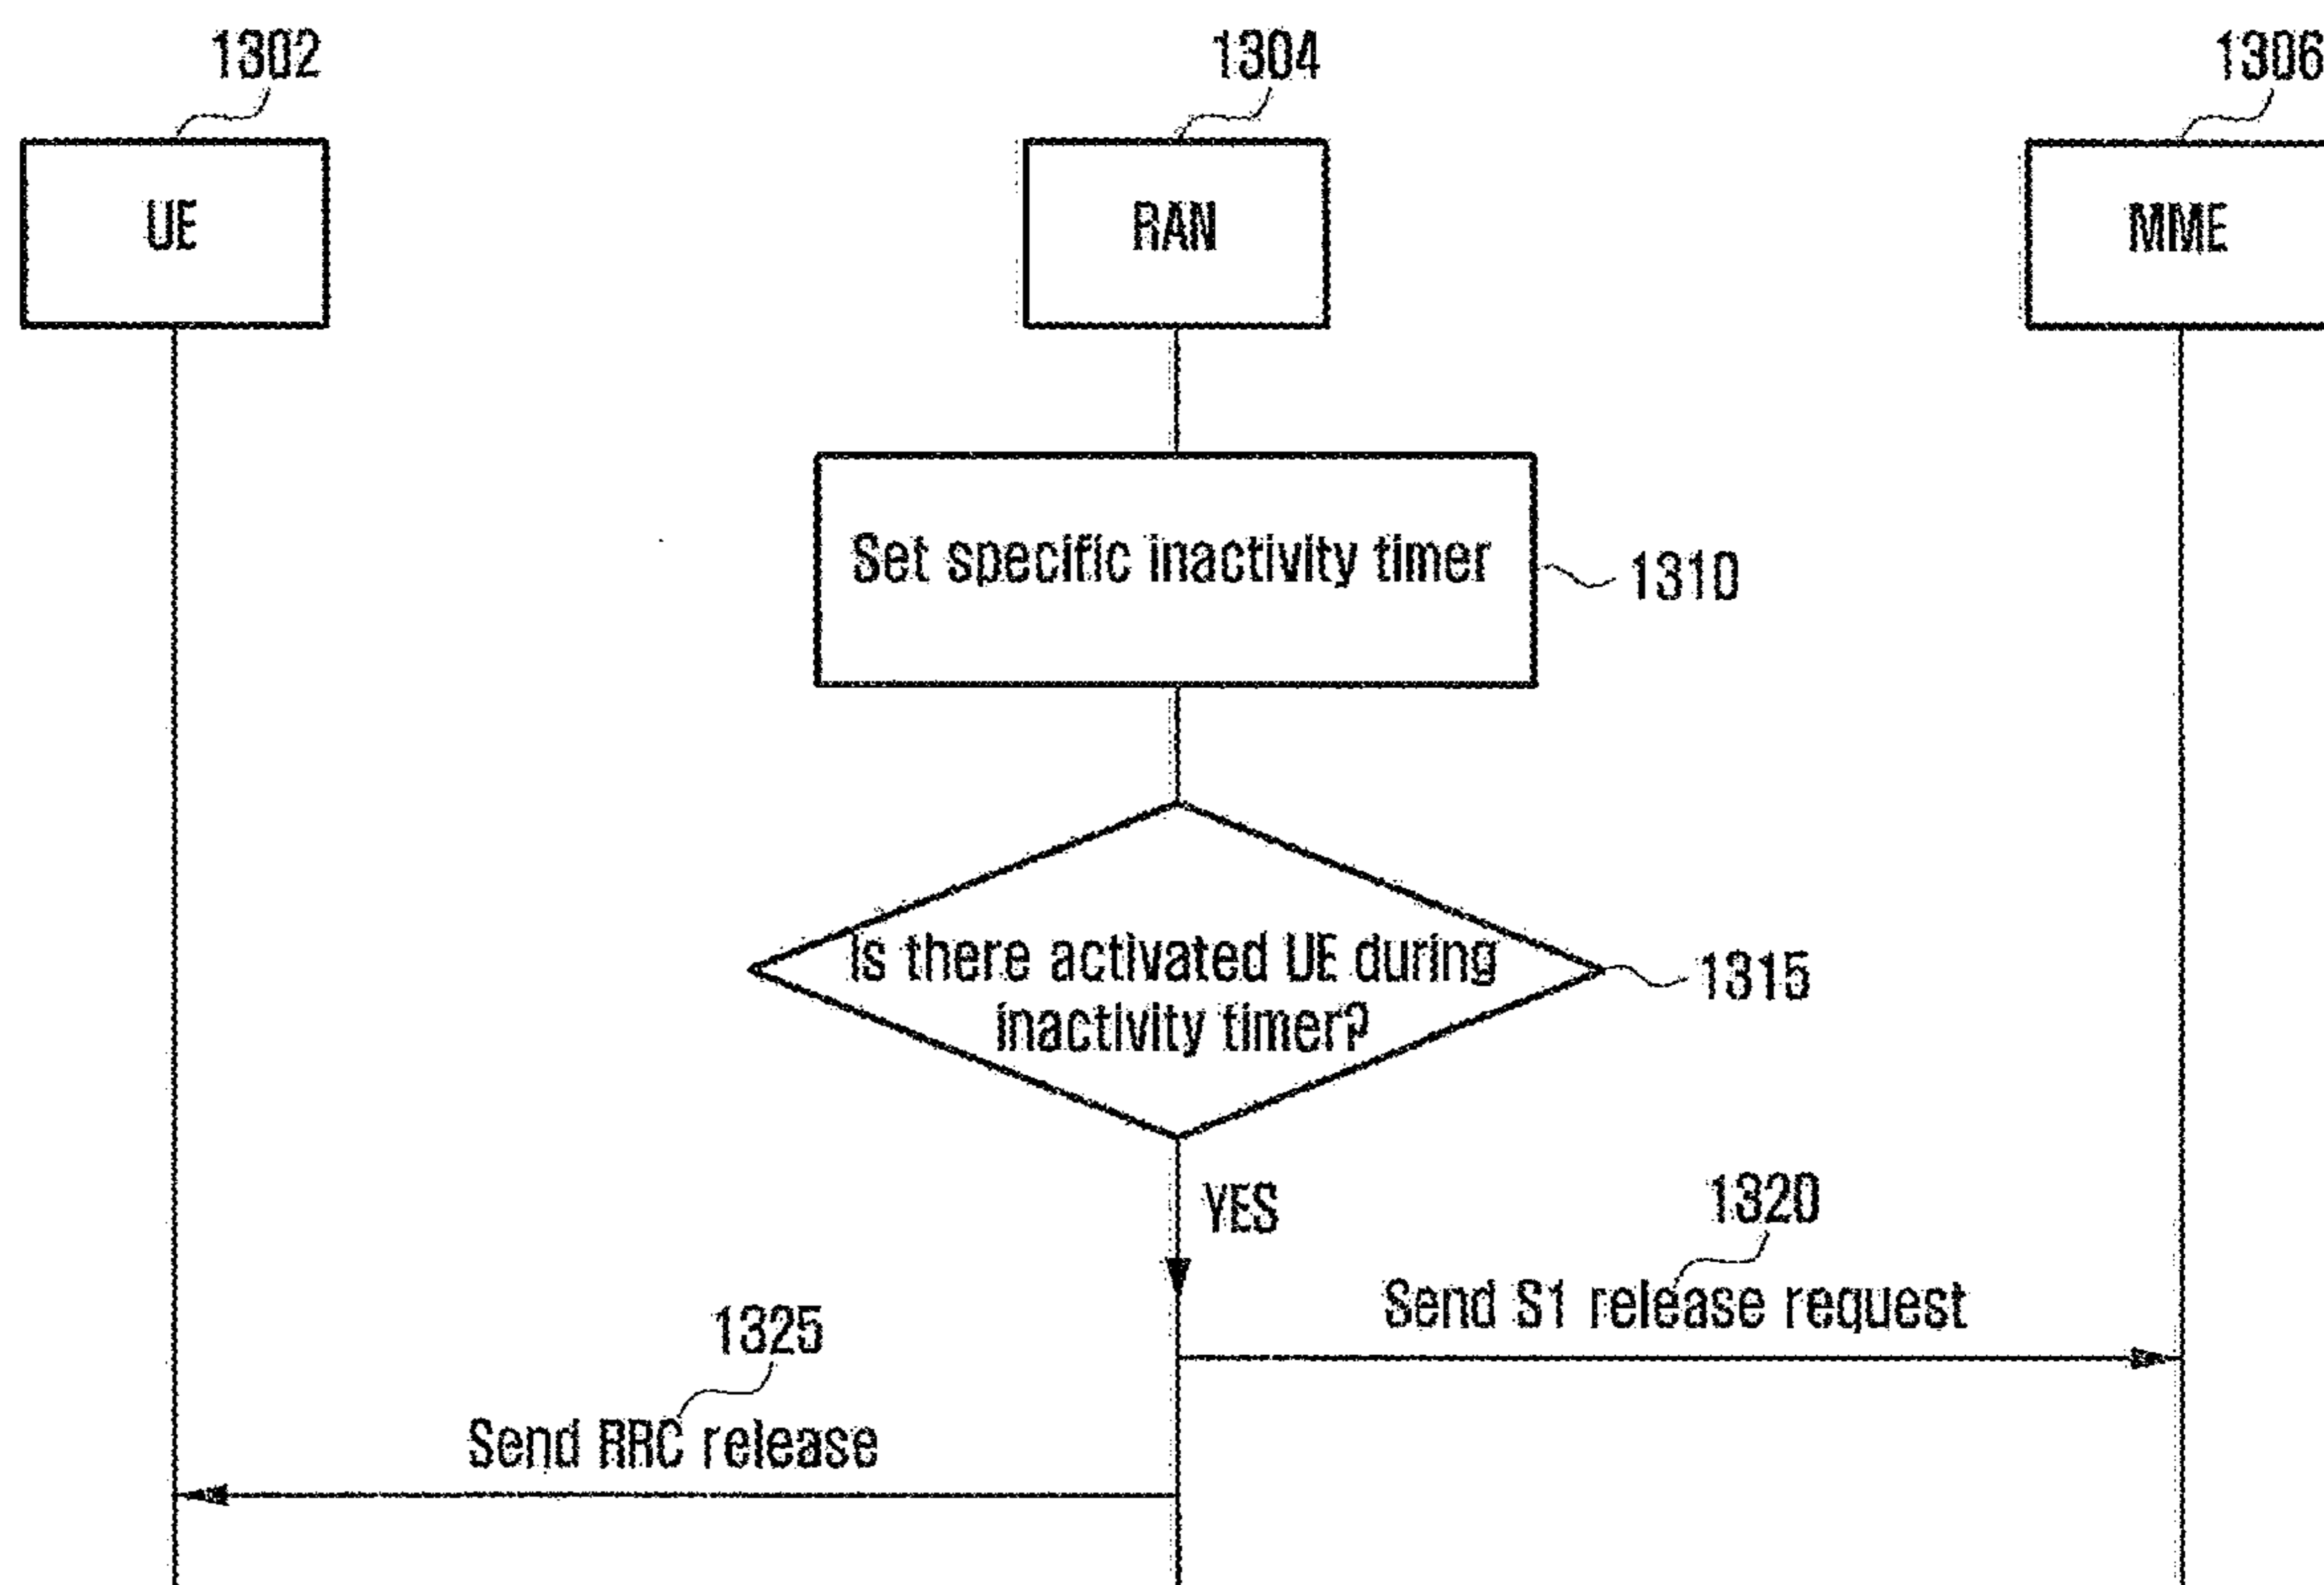 1302
1304
1306
UE
RAN
MME
Set specific inactivity timer
1310
Is there activated UE during
inactivity timer?
1315
YES
1320
Send S1 release request
1325
Send RRC release